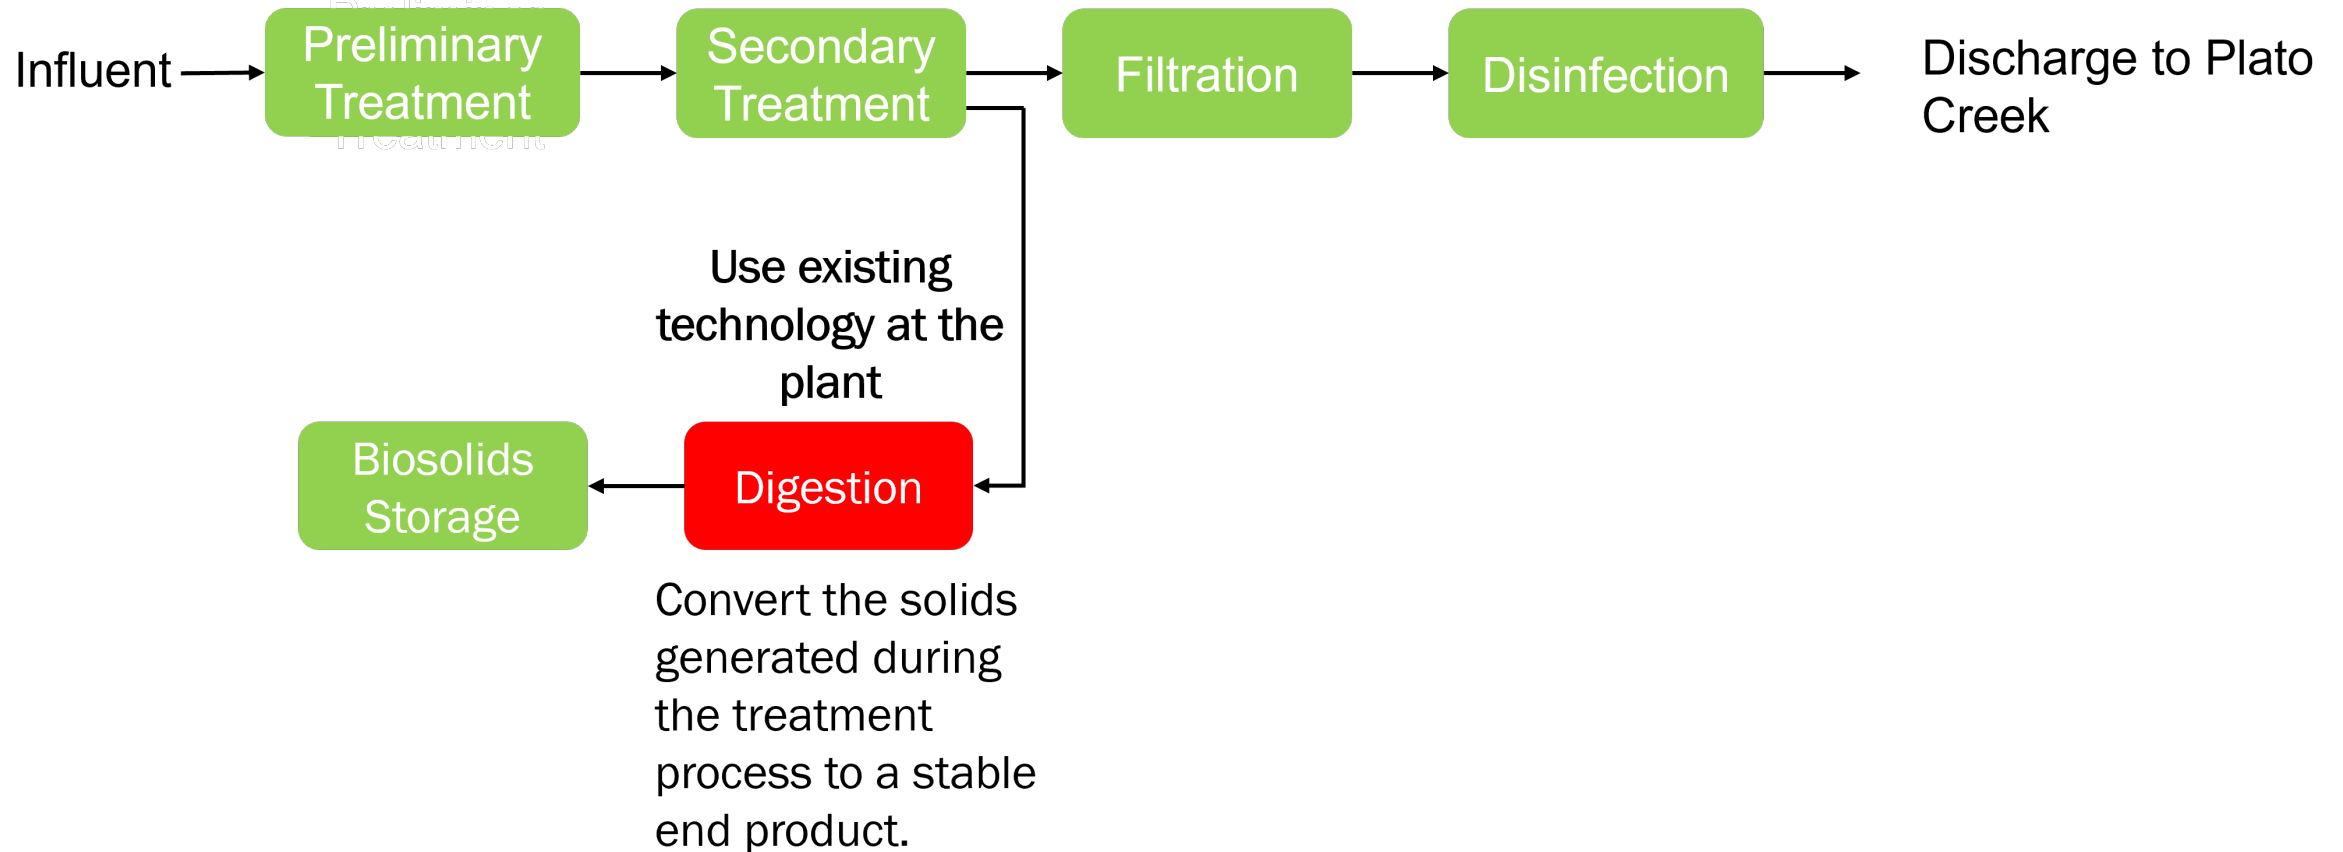 Influent
Preliminary
Treatment
Secondary
Treatment
Filtration
Disinfection
Discharge to Plato
Creek
Use existing
technology at the
plant
Biosolids
Storage
Digestion
Convert the solids
generated during
the treatment
process to a stable
end product.